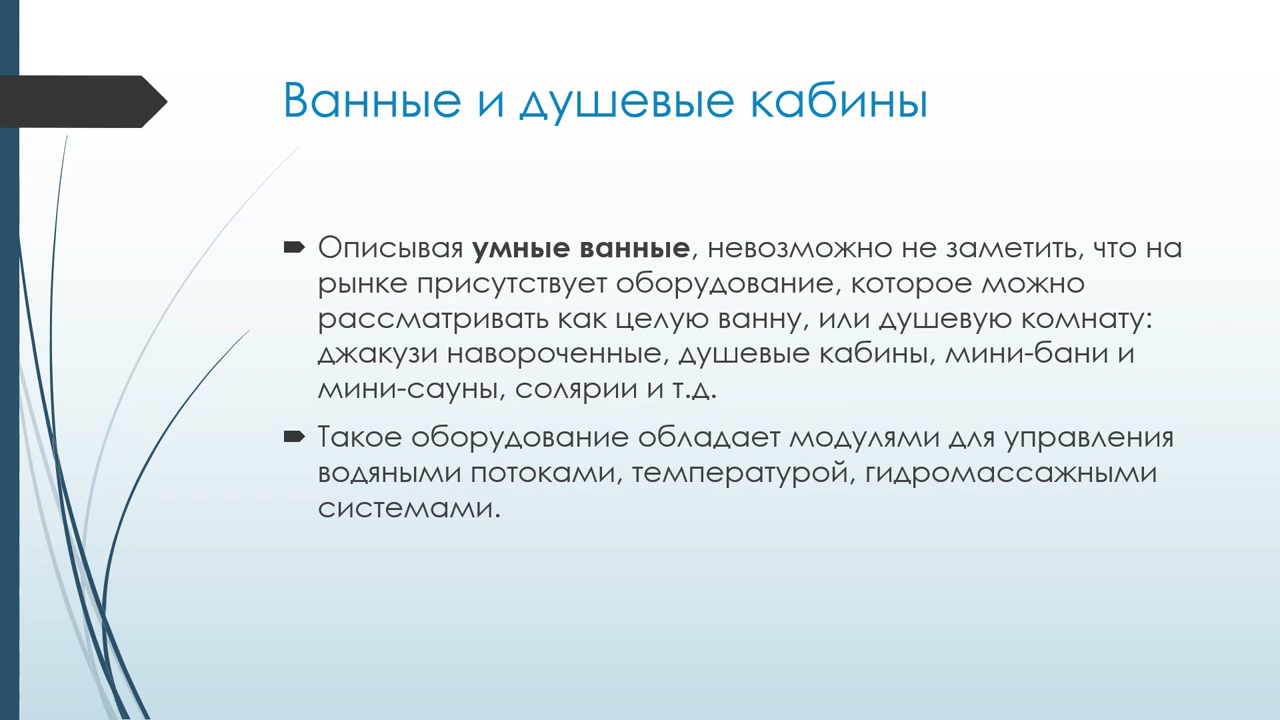 Ванные и душевые кабины
Описывая умные ванные, невозможно не заметить, что на
рынке присутствует оборудование, которое можно
рассматривать как целую ванну, или душевую комнату:
джакузи навороченные, душевые кабины, мини-бани и
мини-сауны, солярии и т.д.
Такое оборудование обладает модулями для управления
водяными потоками, температурой, гидромассажными
системами.